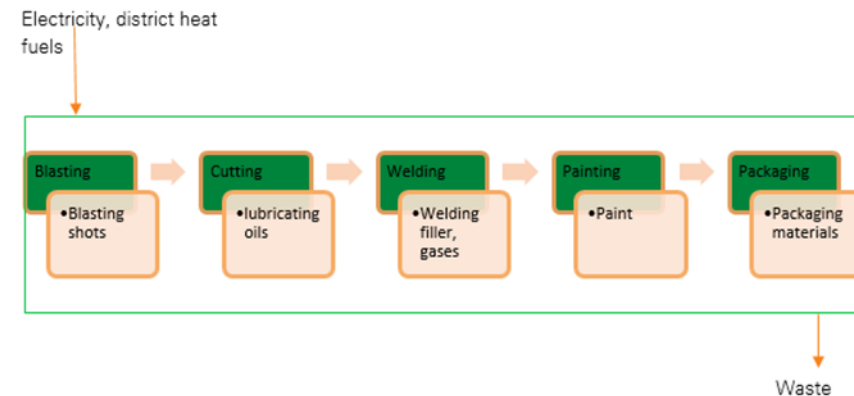 Electricity, district heat
fuels
Blasting
•Blasting
shots
Cutting
•lubricating
oils
Welding
•Welding
filler,
gases
Painting
•Paint
Packaging
•Packaging
materials
Waste